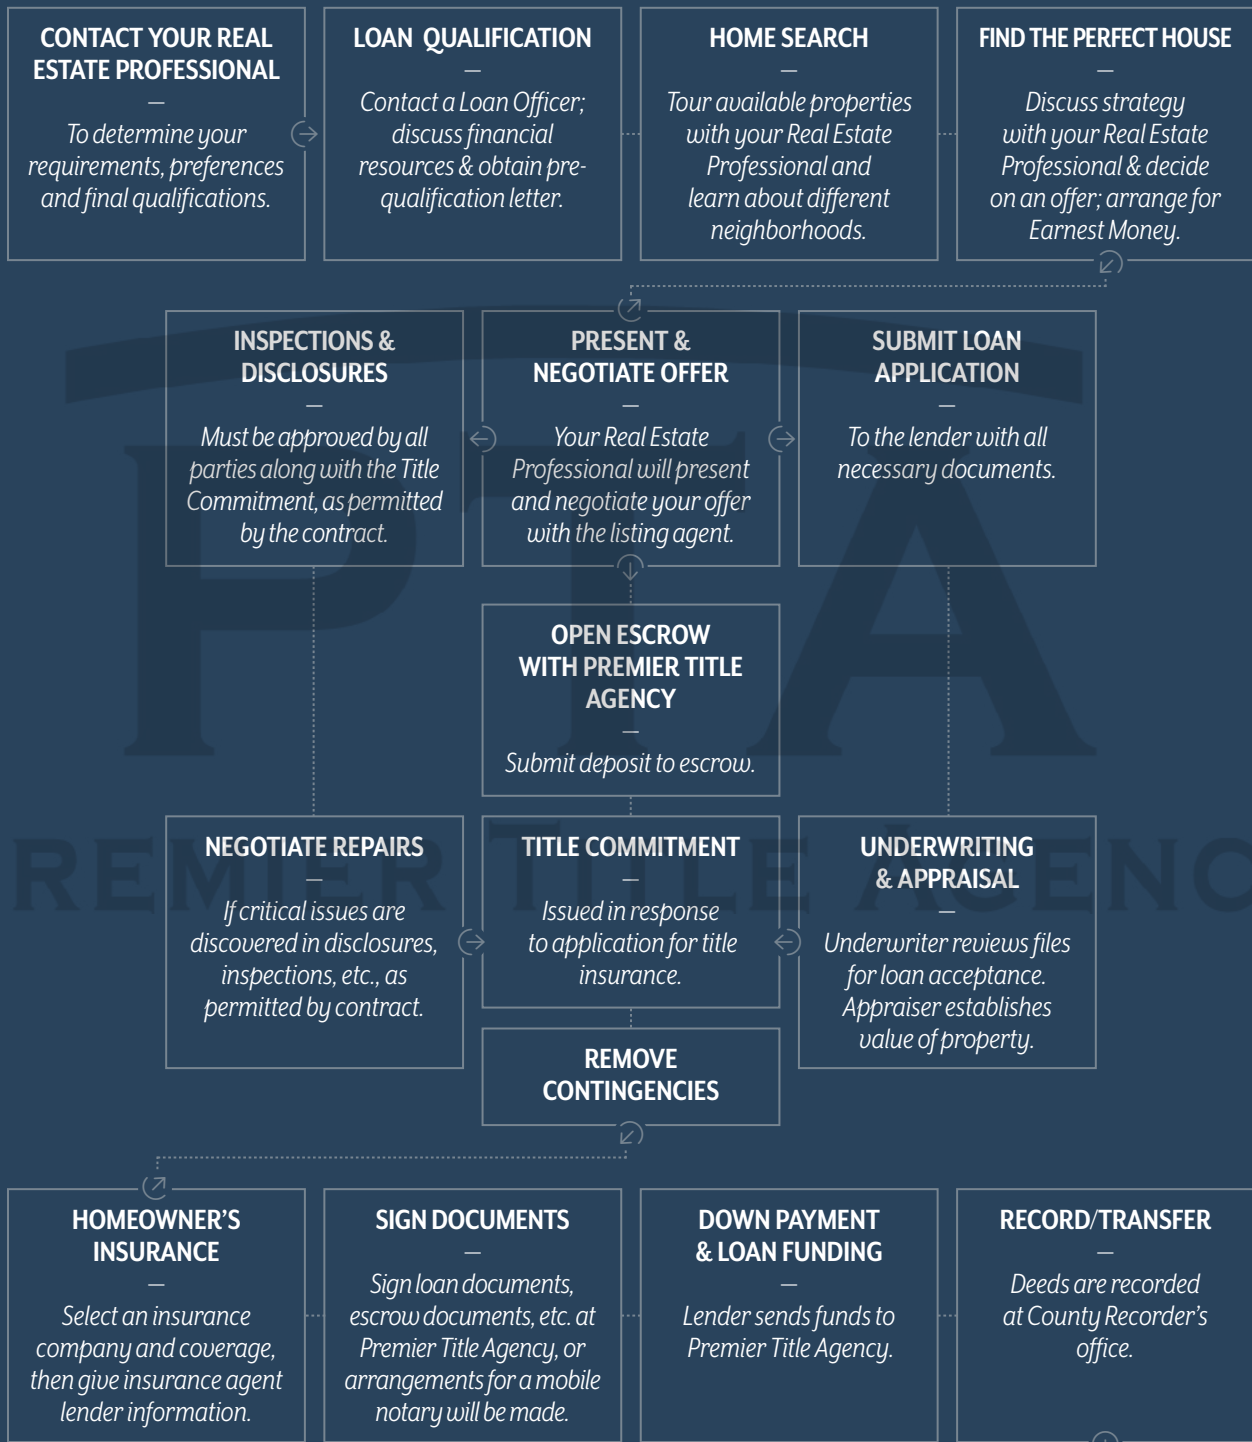 CONTACT YOUR REAL
ESTATE PROFESSIONAL
—
To determine your
requirements, preferences
and final qualifications.
LOAN QUALIFICATION
—
Contact a Loan Officer;
discuss financial
resources & obtain pre-
qualification letter.
HOME SEARCH
—
Tour available properties
with your Real Estate
Professional and
learn about different
neighborhoods.
FIND THE PERFECT HOUSE
—
Discuss strategy
with your Real Estate
Professional & decide
on an offer; arrange for
Earnest Money.
INSPECTIONS &
DISCLOSURES
—
Must be approved by all
parties along with the Title
Commitment, as permitted
by the contract.
PRESENT &
NEGOTIATE OFFER
—
Your Real Estate
Professional will present
and negotiate your offer
with the listing agent.
SUBMIT LOAN
APPLICATION
—
To the lender with all
necessary documents.
PTA
OPEN ESCROW
WITH PREMIER TITLE
AGENCY
—
Submit deposit to escrow.
REMIER TITLE AGENC
NEGOTIATE REPAIRS
—
If critical issues are
discovered in disclosures,
inspections, etc., as
permitted by contract.
TITLE COMMITMENT
—
Issued in response
to application for title
insurance.
UNDERWRITING
& APPRAISAL
—
Underwriter reviews files
for loan acceptance.
Appraiser establishes
value of property.
REMOVE
CONTINGENCIES
HOMEOWNER’S
INSURANCE
—
Select an insurance
company and coverage,
then give insurance agent
lender information.
SIGN DOCUMENTS
—
Sign loan documents,
escrow documents, etc. at
Premier Title Agency, or
arrangements for a mobile
notary will be made.
DOWN PAYMENT
& LOAN FUNDING
—
Lender sends funds to
Premier Title Agency.
RECORD/TRANSFER
—
Deeds are recorded
at County Recorder’s
office.